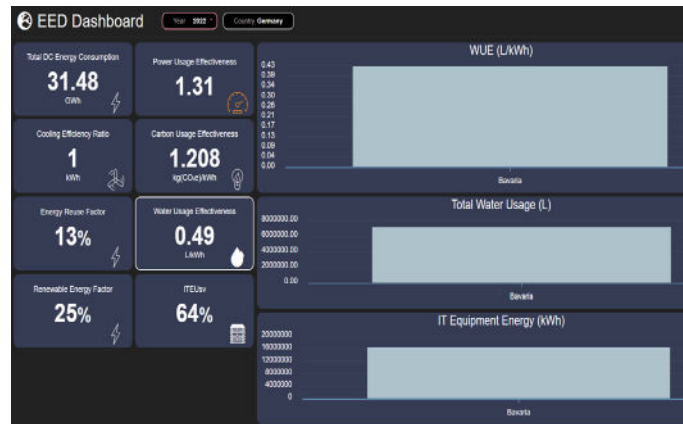 EED Dashboard
Year 2022
Country Germany
Total DC Energy Consumption
31.48
GWh
Power Usage Effectiveness
1.31
Cooling Efficiency Ratio
1
kWh
Carbon Usage Effectiveness
1.208
kg(CO₂e)/kWh
Energy Reuse Factor
13%
Water Usage Effectiveness
0.49
L/kWh
Renewable Energy Factor
25%
ITEUsv
64%
WUE (L/kWh)
0.43
0.39
0.34
0.30
0.26
0.21
0.17
0.13
0.09
0.04
0.00
Bavaria
Total Water Usage (L)
8000000.00
6000000.00
4000000.00
2000000.00
0.00
Bavaria
IT Equipment Energy (kWh)
20000000
16000000
12000000
8000000
4000000
0
Bavaria